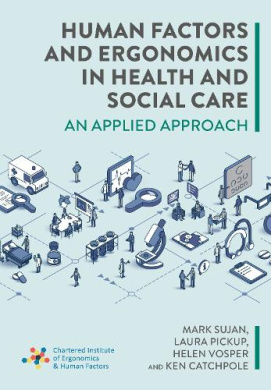 HUMAN FACTORS
AND ERGONOMICS
IN HEALTH AND
SOCIAL CARE
AN APPLIED APPROACH
MARK SUJAN,
LAURA PICKUP,
HELEN VOSPER
AND KEN CATCHPOLE
Chartered Institute
of Ergonomics
& Human Factors